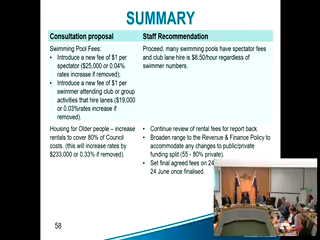 SUMMARY
Consultation proposal
Staff Recommendation
Swimming Pool Fees:
• Introduce a new fee of $1 per
spectator ($25,000 or 0.04%
rates increase if removed);
• Introduce a new fee of $1 per
swimmer attending club or group
activities that hire lanes ($19,000
or 0.03%rates increase if
removed).
Proceed, many swimming pools have spectator fees
and club lane hire is $8.50/hour regardless of
swimmer numbers.
Housing for Older people – increase
rentals to cover 80% of Council
costs. (this will increase rates by
$233,000 or 0.33% if removed).
• Continue review of rental fees for report back.
• Broaden range to the Revenue & Finance Policy to
accommodate any changes to public/private
funding split (55 - 80% private).
• Set final agreed fees on 24
24 June once finalised.
58